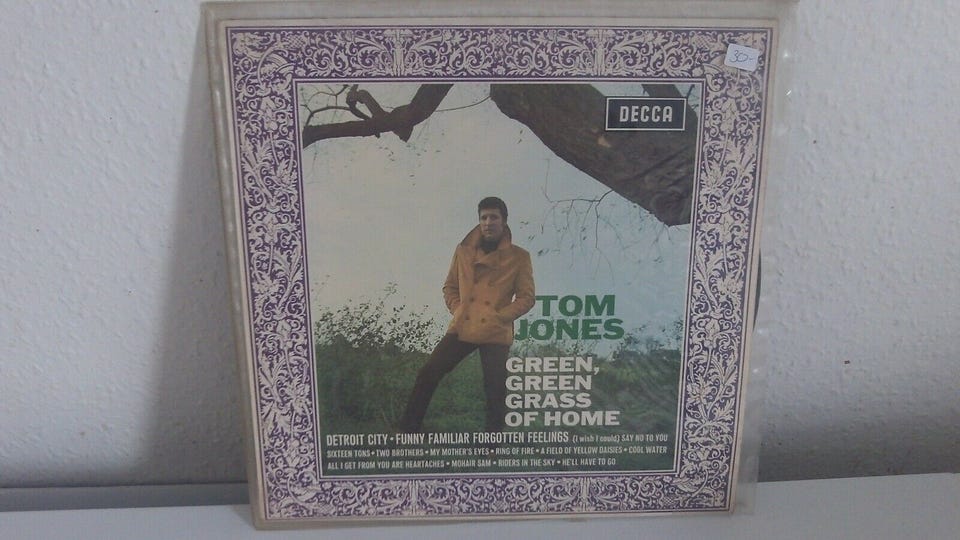 30,-
DECCA
TOM
JONES
GREEN,
GREEN
GRASS
OF HOME
DETROIT CITY • FUNNY FAMILIAR FORGOTTEN FEELINGS (I wish I could) SAY NO TO YOU
SIXTEEN TONS • TWO BROTHERS • MY MOTHER'S EYES • RING OF FIRE • A FIELD OF YELLOW DAISIES • COOL WATER
ALL I GET FROM YOU ARE HEARTACHES • MOHAIR SAM • RIDERS IN THE SKY • HE'LL HAVE TO GO